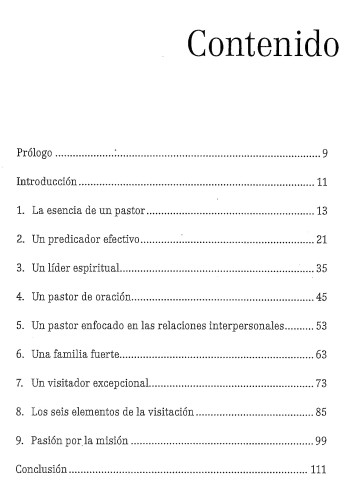 Contenido
Prólogo ........................................................................ 9
Introducción ................................................................ 11
1. La esencia de un pastor ............................................. 13
2. Un predicador efectivo .............................................. 21
3. Un líder espiritual ..................................................... 35
4. Un pastor de oración ................................................. 45
5. Un pastor enfocado en las relaciones interpersonales ......... 53
6. Una familia fuerte ..................................................... 63
7. Un visitador excepcional ............................................ 73
8. Los seis elementos de la visitación ............................... 85
9. Pasión por la misión .................................................. 99
Conclusión ................................................................... 111